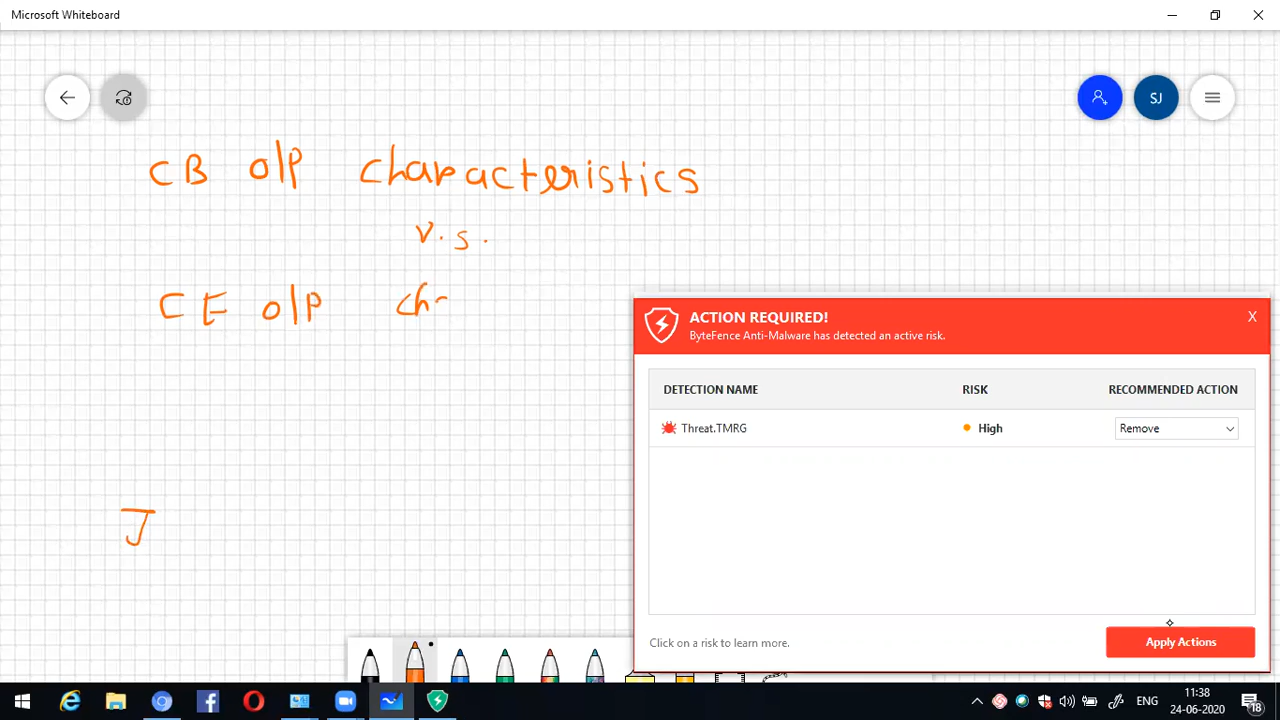 Microsoft Whiteboard
SJ
CB o/p characteristics
v.s.
CE o/p ch
ACTION REQUIRED!
X
ByteFence Anti-Malware has detected an active risk.
DETECTION NAME RISK RECOMMENDED ACTION
Threat.TMRG High Remove
J
Click on a risk to learn more.
Apply Actions
ENG
11:38
24-06-2020
18